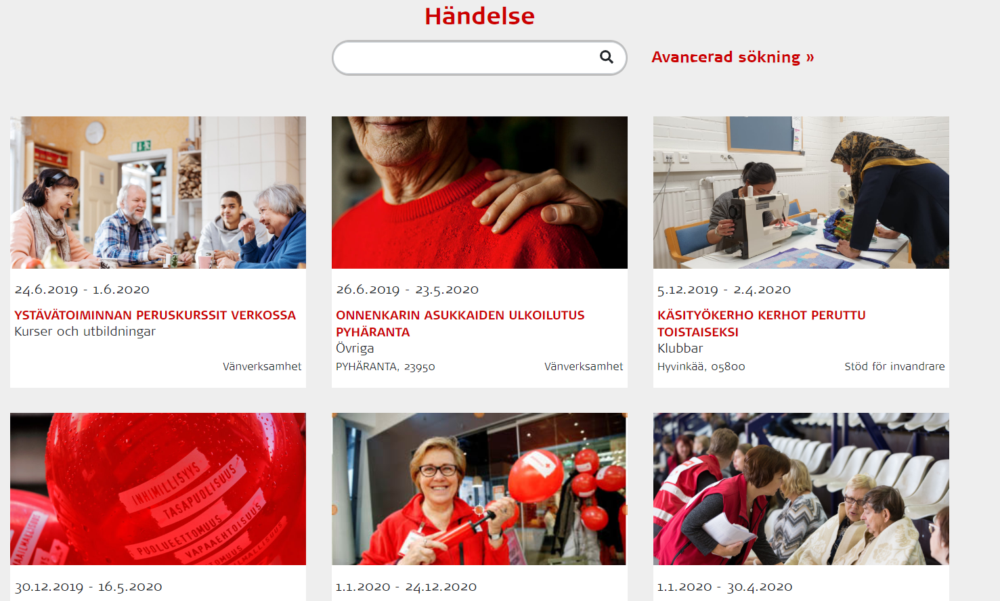 Händelse
Avancerad sökning »
24.6.2019 - 1.6.2020
YSTÄVÄTOIMINNAN PERUSKURSSIT VERKOSSA
Kurser och utbildningar
Vänverksamhet
26.6.2019 - 23.5.2020
ONNENKARIN ASUKKAIDEN ULKOILUTUS
PYHÄRANTA
Övriga
PYHÄRANTA, 23950
Vänverksamhet
5.12.2019 - 2.4.2020
KÄSITYÖKERHO KERHOT PERUTTU
TOISTAISEKSI
Klubbar
Hyvinkää, 05800
Stöd för invandrare
INHIMILLISYYS
TASAPUOLISUUS
PUOLUEETTOMUUS
VAPAAEHTOISUUS
30.12.2019 - 16.5.2020
1.1.2020 - 24.12.2020
1.1.2020 - 30.4.2020